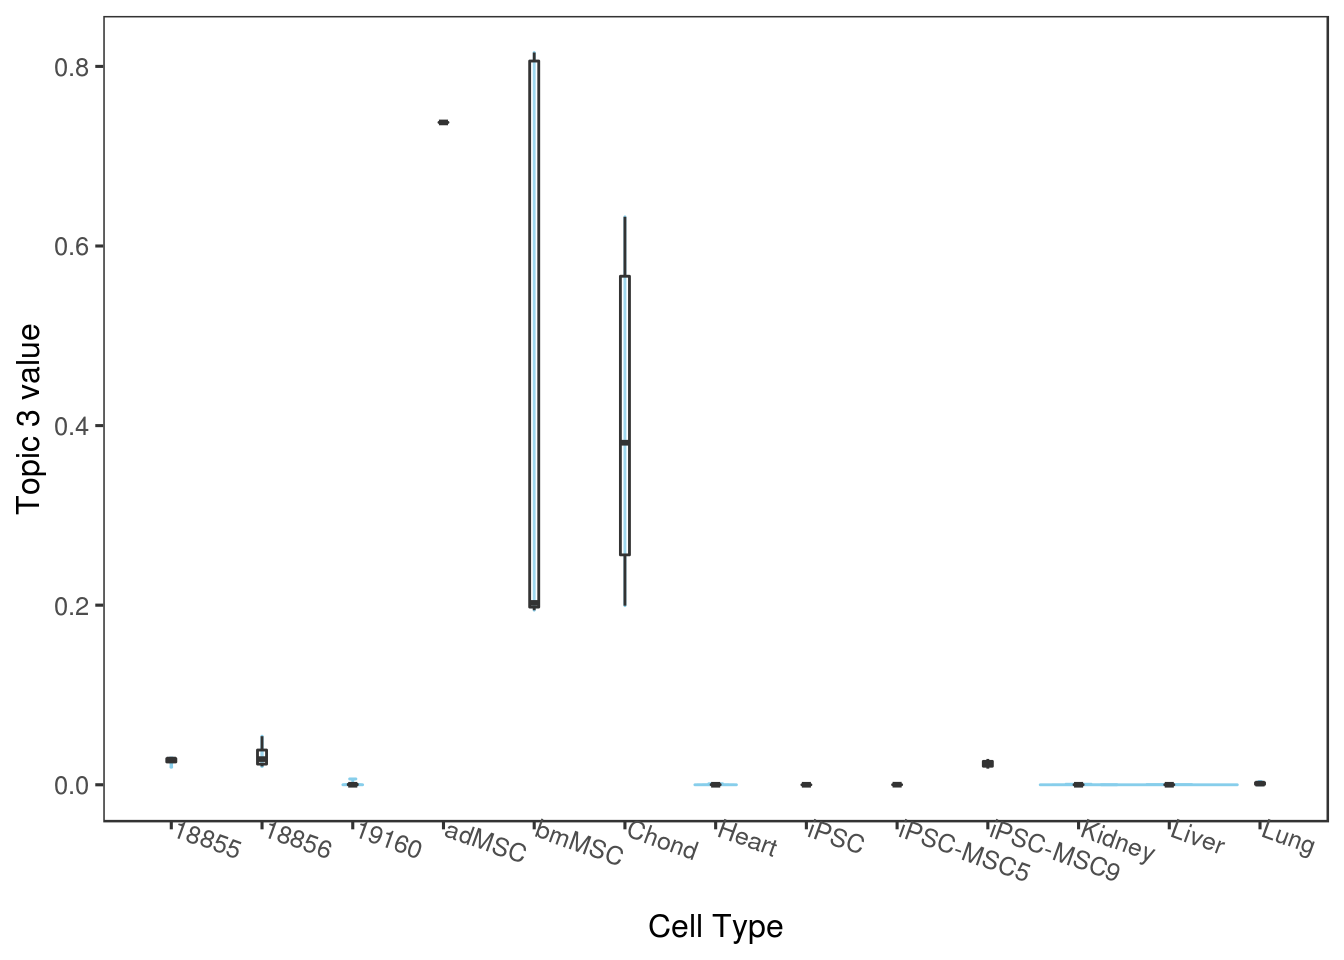 0.8
0.6
0.4
0.2
0.0
Topic 3 value
18855
18856
19160
adMSC
bmMSC
Chond
Heart
iPSC
iPSC-MSC5
iPSC-MSC9
Kidney
Liver
Lung
Cell Type